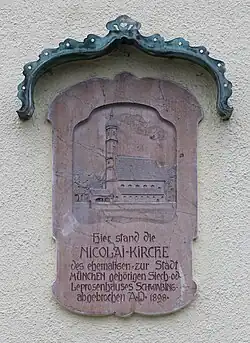 Hier stand die
NICOLAI-KIRCHE
des ehemaligen-zur Stadt
MÜNCHEN gehörigen Siech-od.
Leprosenhauses SCHWABING-
abgebrochen A.D. 1898.